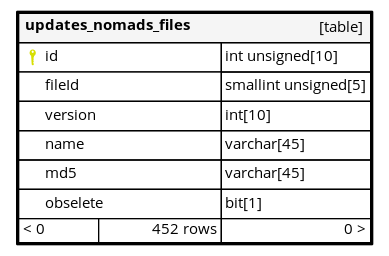 updates_nomads_files [table]
id int unsigned[10]
fileId smallint unsigned[5]
version int[10]
name varchar[45]
md5 varchar[45]
obselete bit[1]
< 0 452 rows 0 >